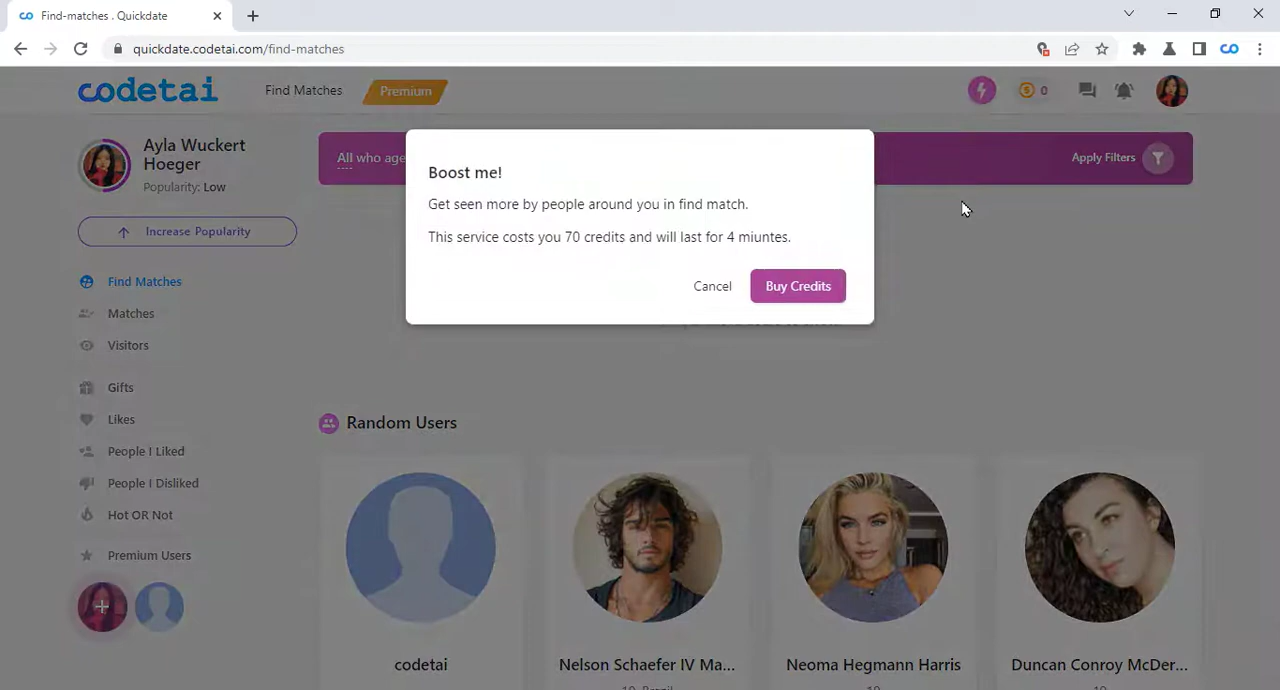 Find-matches . Quickdate
quickdate.codetai.com/find-matches
codetai
Find Matches
Premium
0
Ayla Wuckert
Hoeger
Popularity: Low
Increase Popularity
Find Matches
Matches
Visitors
Gifts
Likes
People I Liked
People I Disliked
Hot OR Not
Premium Users
All who age
Apply Filters
Boost me!
Get seen more by people around you in find match.
This service costs you 70 credits and will last for 4 miuntes.
Cancel
Buy Credits
Random Users
codetai
Nelson Schaefer IV Ma...
Neoma Hegmann Harris
Duncan Conroy McDer...